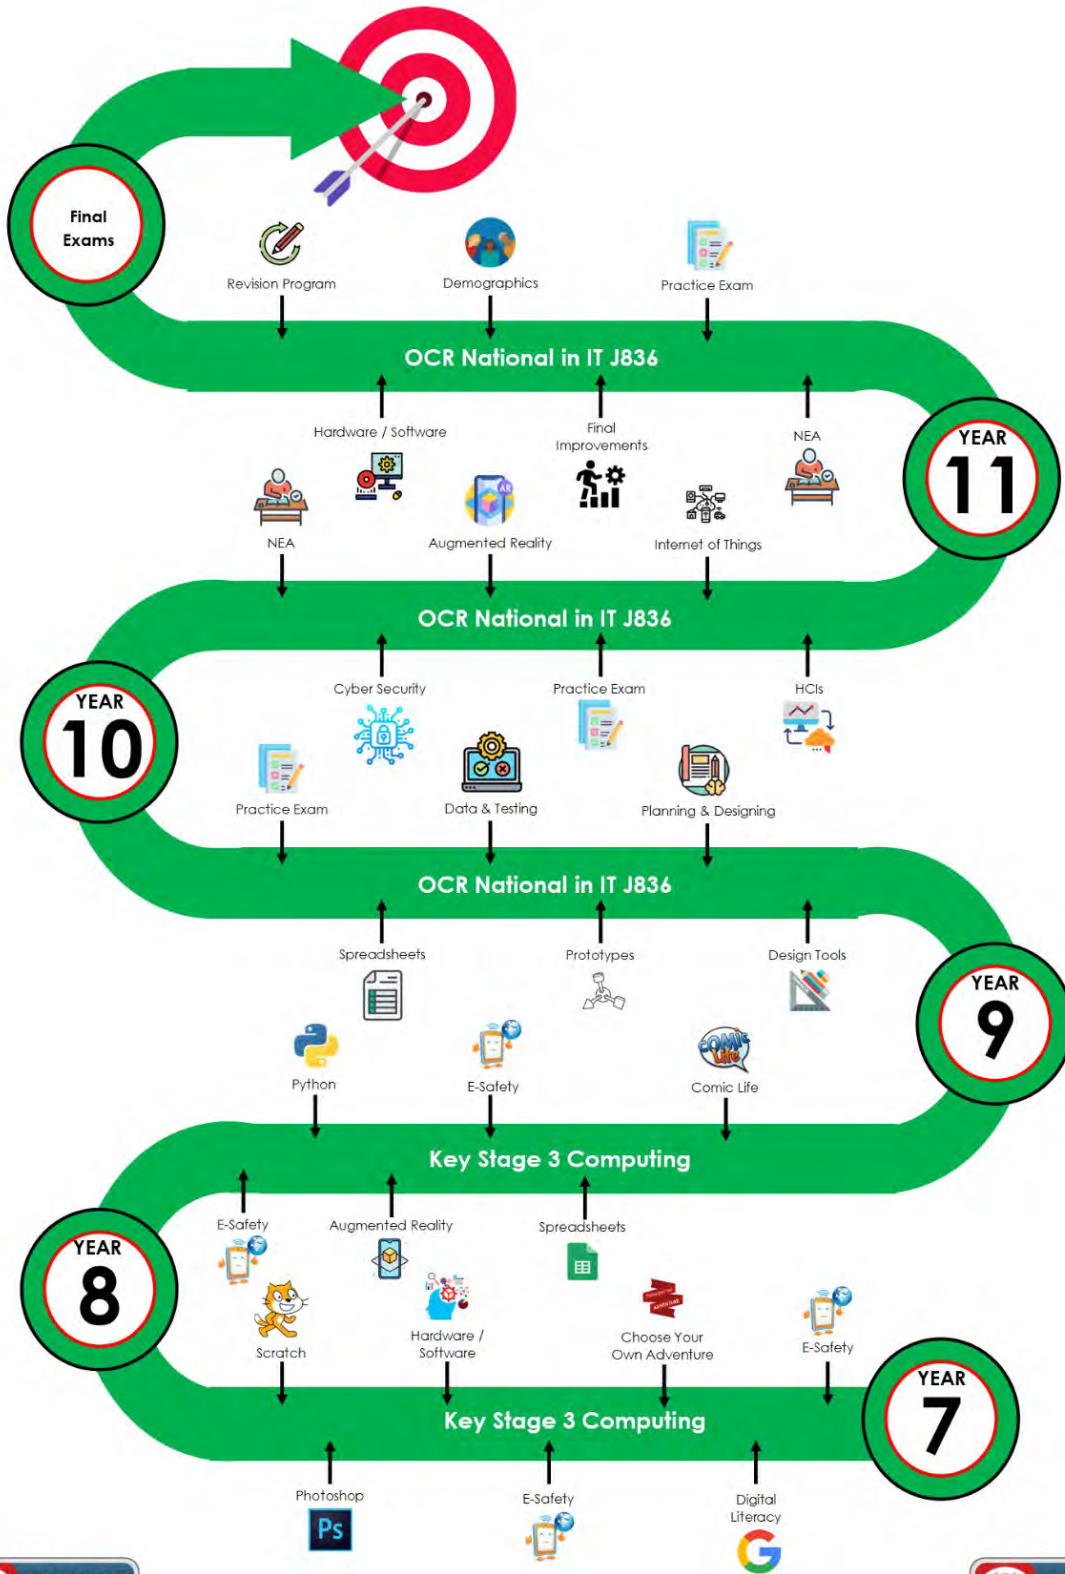 Final
Exams
Revision Program
Demographics
Practice Exam
OCR National in IT J836
Hardware / Software
Final
Improvements
NEA
YEAR
11
NEA
AR
Augmented Reality
Internet of Things
OCR National in IT J836
Cyber Security
Practice Exam
HCIs
YEAR
10
Practice Exam
Data & Testing
Planning & Designing
OCR National in IT J836
Spreadsheets
Prototypes
Design Tools
YEAR
9
Python
E-Safety
COMIC
Life
Comic Life
Key Stage 3 Computing
E-Safety
Augmented Reality
Spreadsheets
YEAR
8
Scratch
Hardware /
Software
ADVENTURE
Choose Your
Own Adventure
E-Safety
YEAR
7
Key Stage 3 Computing
Photoshop
Ps
E-Safety
Digital
Literacy
G